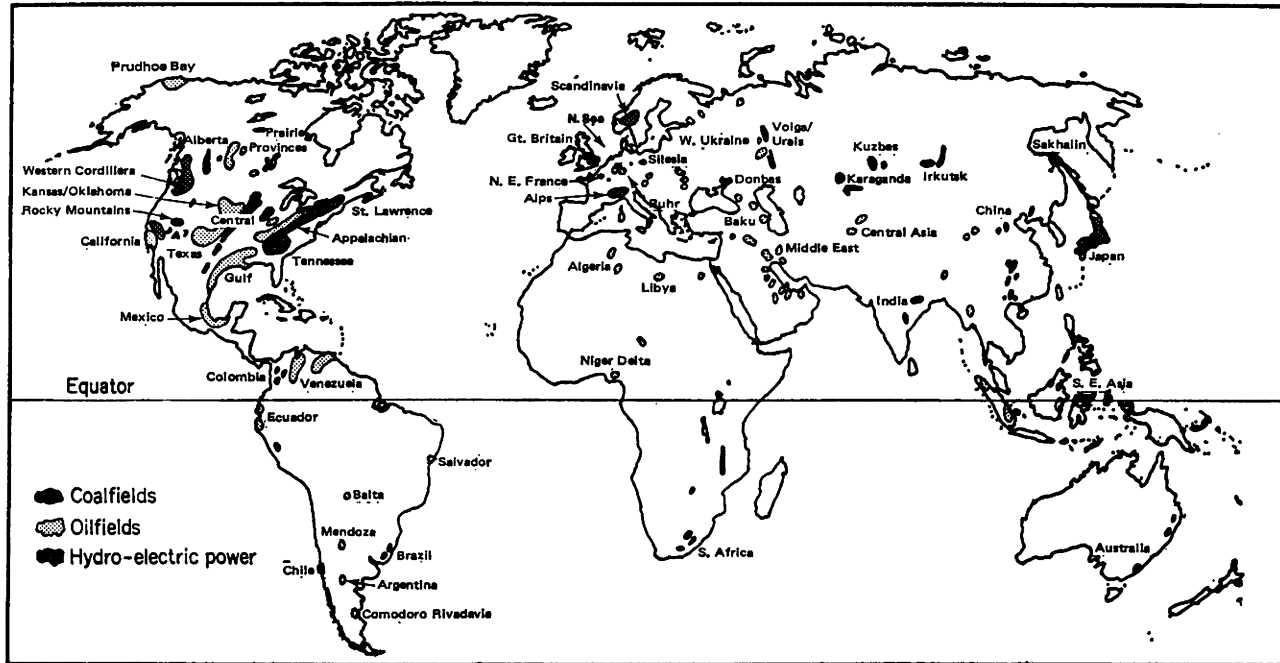 Prudhoe Bay
Scandinavia
N. Sea
Gt. Britain
W. Ukraine
Volga/
Urals
Sakhalin
Alberta
Prairie
Provinces
Kuzbas
Silesia
Western Cordillera
N. E. France
Donbas
Karaganda
Irkutsk
Kansas/Oklahoma
Alps
Ruhr
Rocky Mountains
Central
St. Lawrence
China
Baku
Central Asia
California
Appalachian
Texas
Tennessee
Middle East
Japan
Gulf
Algeria
Libya
India
Mexico
Niger Delta
Colombia
Venezuela
Equator
S. E. Asia
Ecuador
Salvador
Coalfields
Balta
Oilfields
Mendoza
Hydro-electric power
Brazil
S. Africa
Australia
Chile
Argentina
Comodoro Rivadavia